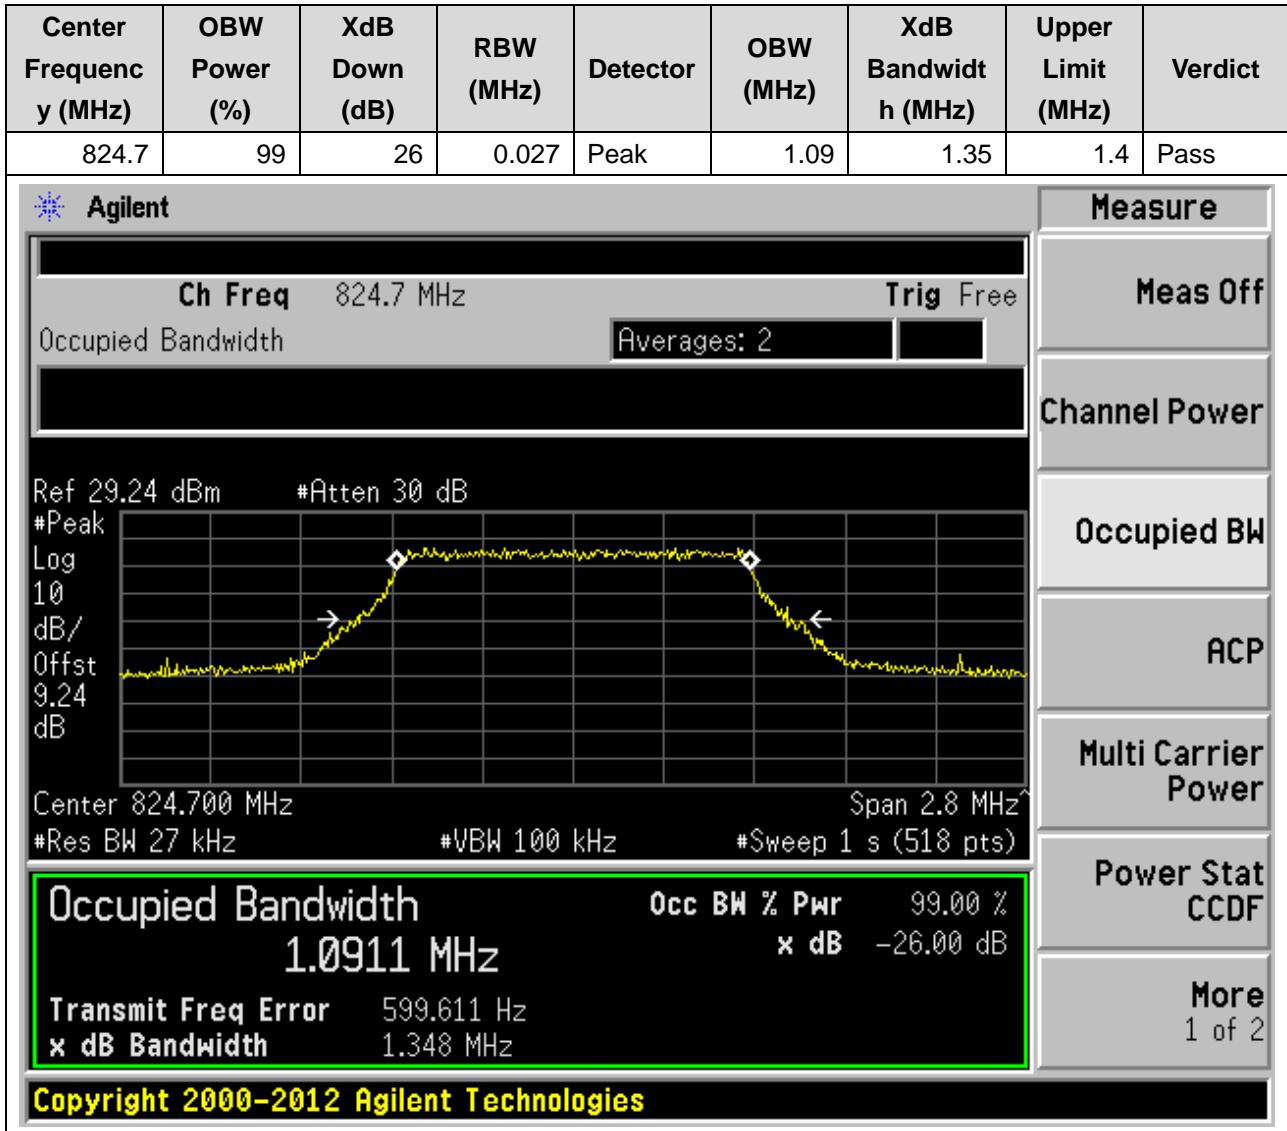 Center Frequenc y (MHz) OBW Power (%) XdB Down (dB) RBW (MHz) Detector OBW (MHz) XdB Bandwidt h (MHz) Upper Limit (MHz) Verdict
824.7 99 26 0.027 Peak 1.09 1.35 1.4 Pass
Agilent
Measure
Ch Freq 824.7 MHz Trig Free
Meas Off
Occupied Bandwidth Averages: 2
Channel Power
Ref 29.24 dBm #Atten 30 dB
#Peak
Log
10
dB/
Offst
9.24
dB
Occupied BW
ACP
Multi Carrier
Power
Center 824.700 MHz Span 2.8 MHz^
#Res BW 27 kHz #VBW 100 kHz #Sweep 1 s (518 pts)
Power Stat
CCDF
Occupied Bandwidth Occ BW % Pwr 99.00 %
1.0911 MHz x dB -26.00 dB
Transmit Freq Error 599.611 Hz
x dB Bandwidth 1.348 MHz
More
1 of 2
Copyright 2000-2012 Agilent Technologies